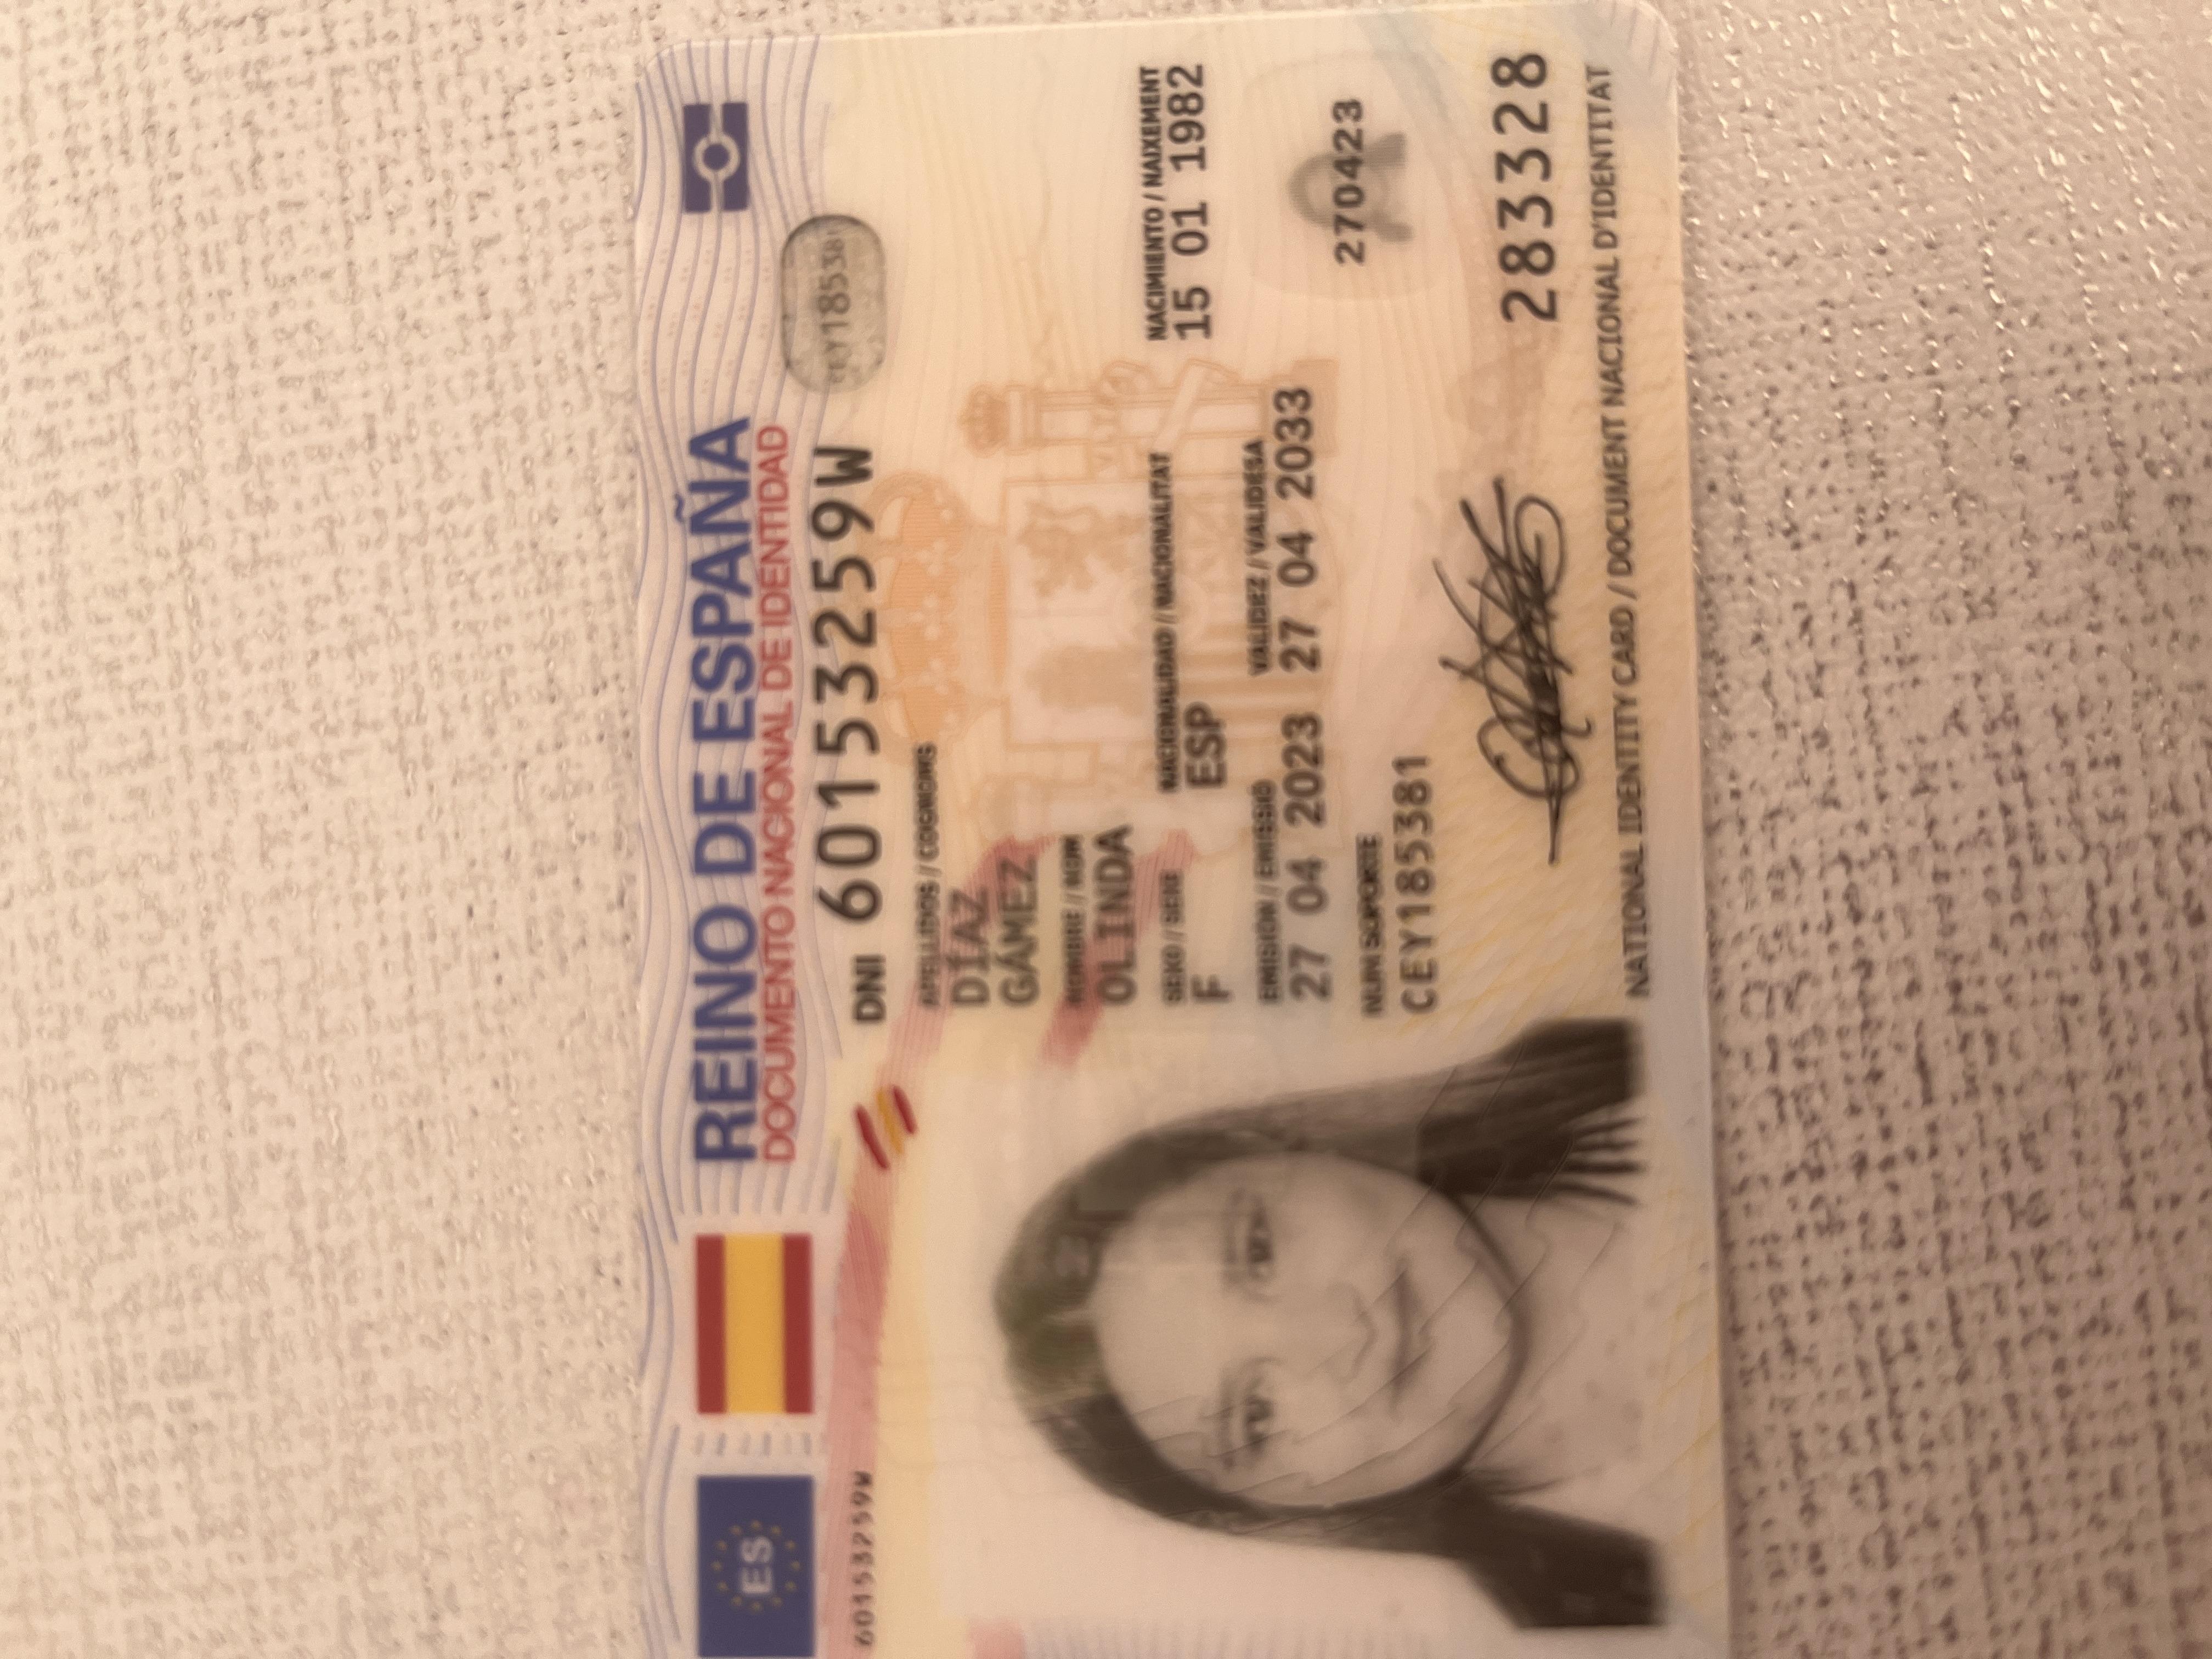 ES
REINO DE ESPAÑA
DOCUMENTO NACIONAL DE IDENTIDAD
60153259W
DNI 60153259W
APELLIDOS / COGNOMS
DÍAZ
GÁMEZ
NOMBRE / NOM
OLINDA
SEXO / SEXE NACIONALIDAD / NACIONALITAT NACIMIENTO / NAIXEMENT
F ESP 15 01 1982
EMISIÓN / EMISSIÓ VALIDEZ / VALIDESA
27 04 2023 27 04 2033
270423
NUM SOPORTE
CEY185381
283328
NATIONAL IDENTITY CARD / DOCUMENT NACIONAL D'IDENTITAT